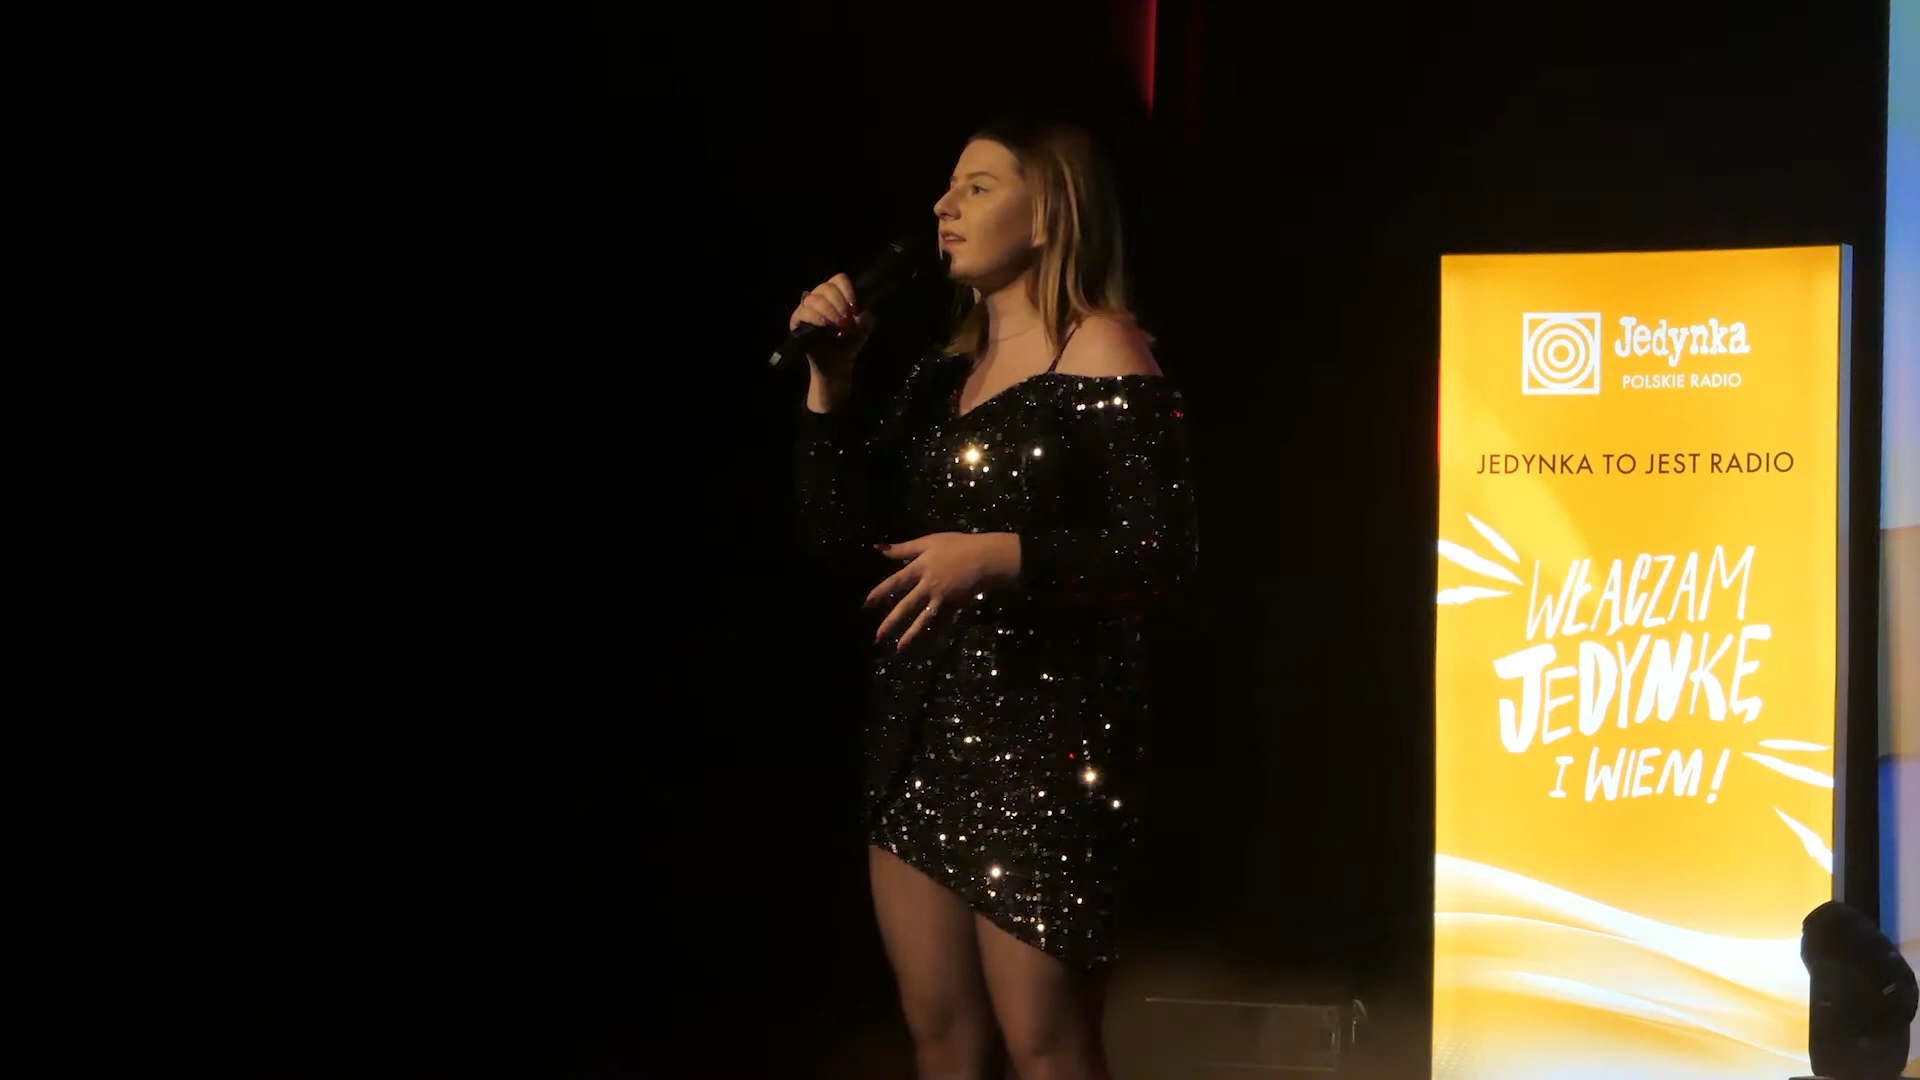 Jedynka
POLSKIE RADIO
JEDYNKA TO JEST RADIO
WŁĄCZAM
JEDYNKĘ
I WIEM!